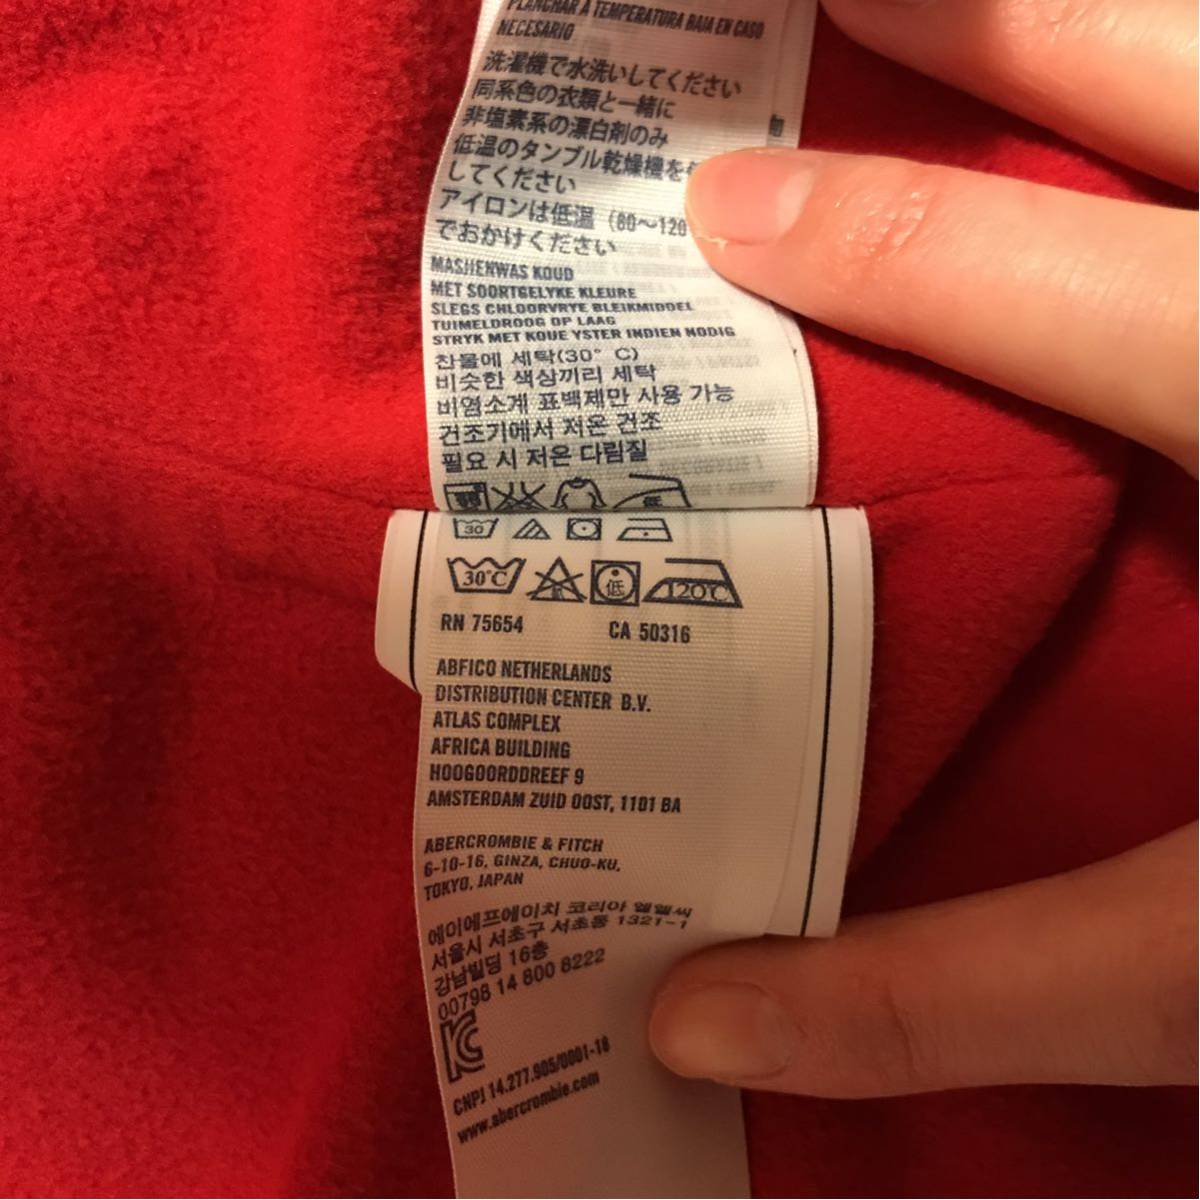 PLANCHAR A TEMPERATURA BAJA EN CASO
NECESARIO
洗濯機で水洗いしてください
同系色の衣類と一緒に
非塩素系の漂白剤のみ
低温のタンブル乾燥機を
してください
アイロンは低温（80～120
でおかけください
MASJIENWAS KOUD
MET SOORTGELYKE KLEURE
SLEGS CHLOORVRYE BLEIKMIDDEL
TUIMELDROOG OP LAAG
STRYK MET KOUE YSTER INDIEN NODIG
찬물에 세탁(30° C)
비슷한 색상끼리 세탁
비염소계 표백제만 사용 가능
건조기에서 저온 건조
필요 시 저온 다림질
低
30
30°C 低 120°C
RN 75654 CA 50316
ABFICO NETHERLANDS
DISTRIBUTION CENTER B.V.
ATLAS COMPLEX
AFRICA BUILDING
HOOGOORDDREEF 9
AMSTERDAM ZUID OOST, 1101 BA
ABERCROMBIE & FITCH
6-10-16, GINZA, CHUO-KU,
TOKYO, JAPAN
에이에프에이치 코리아 엘엘씨
서울시 서초구 서초동 1321-1
강남빌딩 16층
00798 14 800 8222
CNPJ 14.277.905/0001-18
www.abercrombie.com